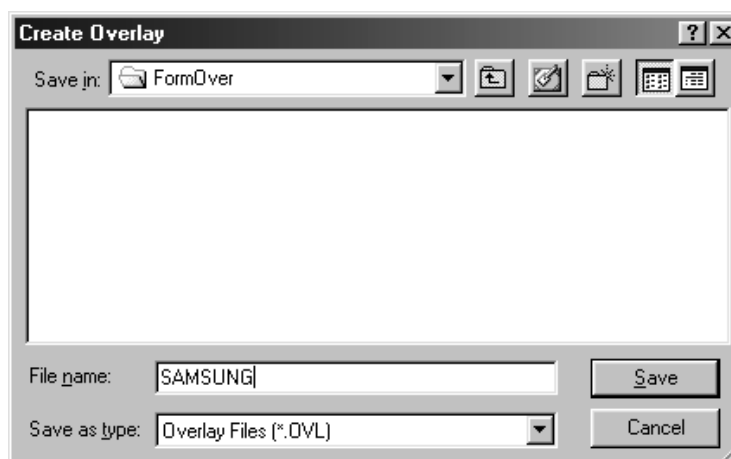 Create Overlay
Save in: FormOver
File name: SAMSUNG
Save
Save as type: Overlay Files (*.OVL)
Cancel